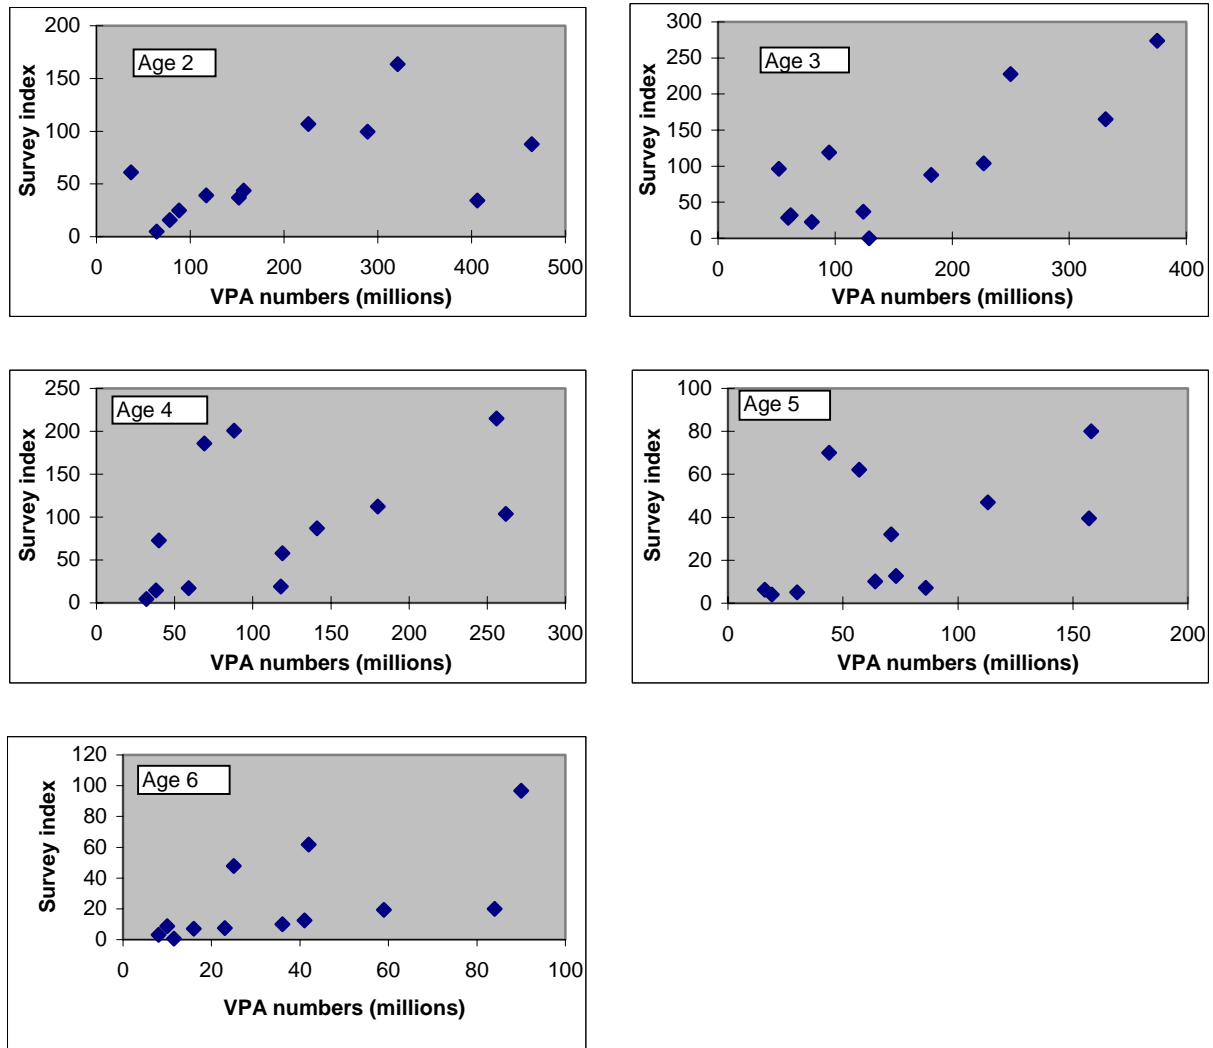 200
150
100
50
0
Survey index
Age 2
0 100 200 300 400 500
VPA numbers (millions)
300
250
200
150
100
50
0
Survey index
Age 3
0 100 200 300 400
VPA numbers (millions)
250
200
150
100
50
0
Survey index
Age 4
0 50 100 150 200 250 300
VPA numbers (millions)
100
80
60
40
20
0
Survey index
Age 5
0 50 100 150 200
VPA numbers (millions)
120
100
80
60
40
20
0
Survey index
Age 6
0 20 40 60 80 100
VPA numbers (millions)